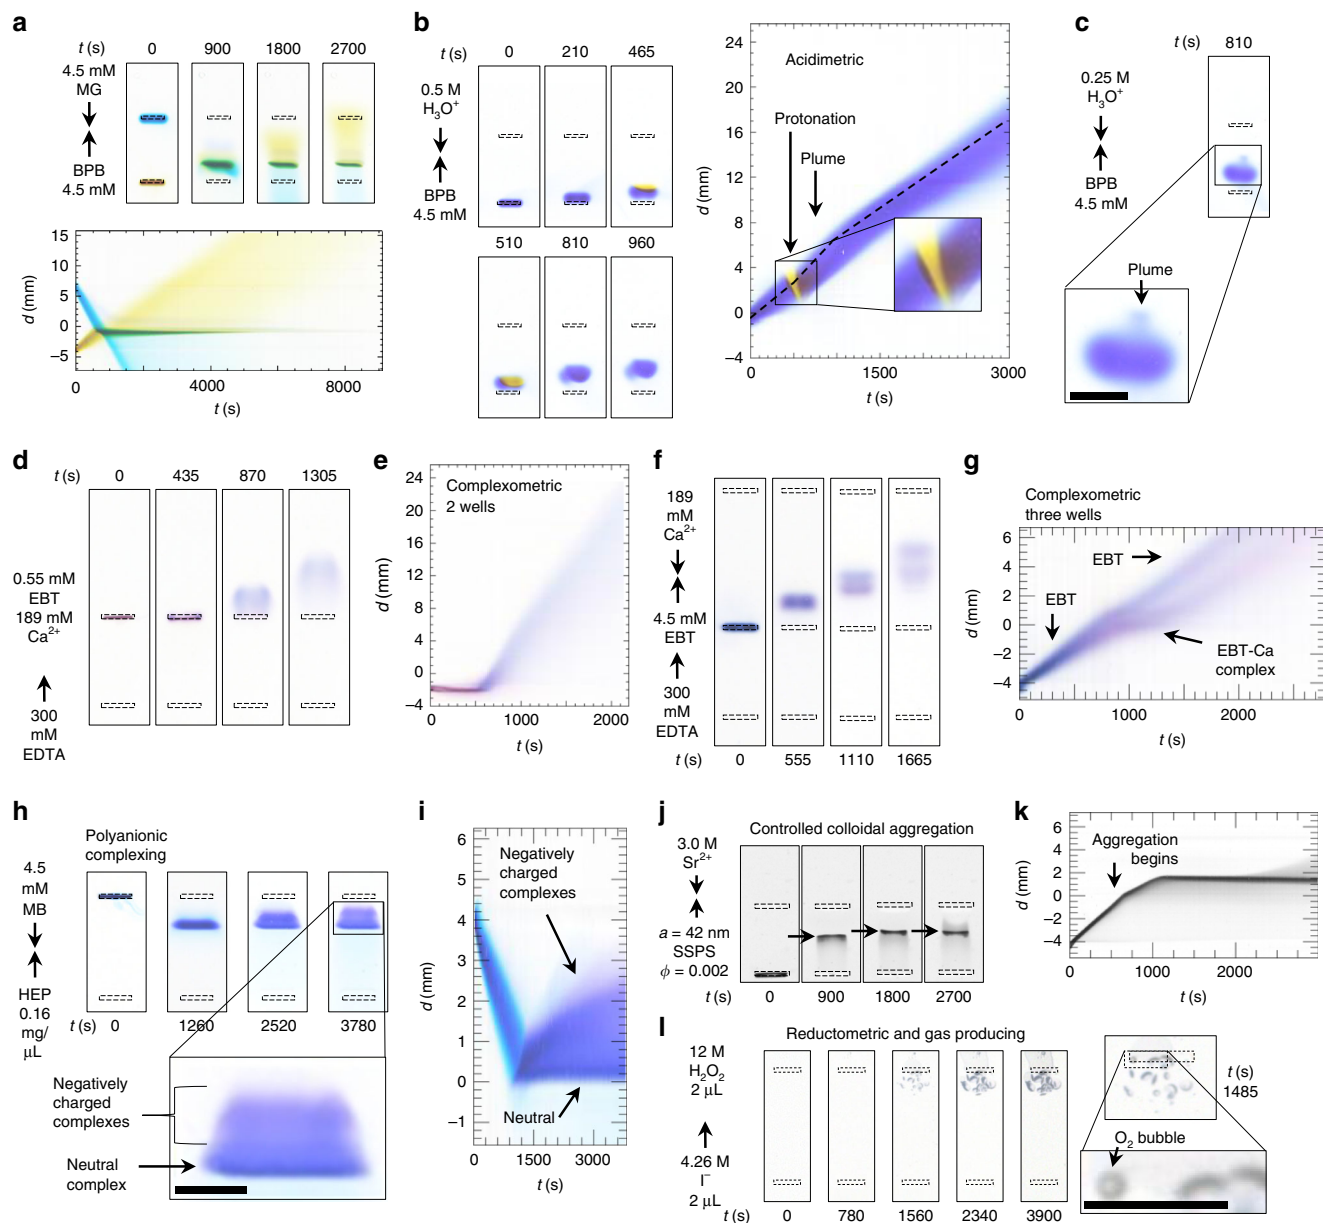 a
t (s) 0 900 1800 2700
4.5 mM
MG
BPB
4.5 mM
d (mm)
15
10
5
0
−5
0 4000 8000
t (s)
b
t (s) 0 210 465
0.5 M
H3O+
BPB
4.5 mM
510 810 960
Acidimetric
Protonation
Plume
d (mm)
24
20
16
12
8
4
0
−4
0 1500 3000
t (s)
c
t (s) 810
0.25 M
H3O+
BPB
4.5 mM
Plume
d
t (s) 0 435 870 1305
0.55 mM
EBT
189 mM
Ca2+
300
mM
EDTA
e
Complexometric
2 wells
d (mm)
24
20
16
12
8
4
0
−4
0 1000 2000
t (s)
f
189
mM
Ca2+
4.5 mM
EBT
300
mM
EDTA
t (s) 0 555 1110 1665
g
Complexometric
three wells
EBT
EBT
EBT-Ca
complex
d (mm)
6
4
2
0
−2
−4
0 1000 2000
t (s)
h
Polyanionic
complexing
4.5
mM
MB
HEP
0.16
mg/
μL
t (s) 0 1260 2520 3780
Negatively
charged
complexes
Neutral
complex
i
Negatively
charged
complexes
Neutral
d (mm)
6
5
4
3
2
1
0
−1
0 1500 3000
t (s)
j
Controlled colloidal aggregation
3.0 M
Sr2+
a = 42 nm
SSPS
ϕ = 0.002
0 900 1800 2700
t (s)
k
Aggregation
begins
d (mm)
4
2
0
−2
−4
0 1000 2000
t (s)
l
Reductometric and gas producing
12 M
H2O2
2 μL
4.26 M
I−
2 μL
t (s) 0 780 1560 2340 3900
t (s)
1485
O2 bubble